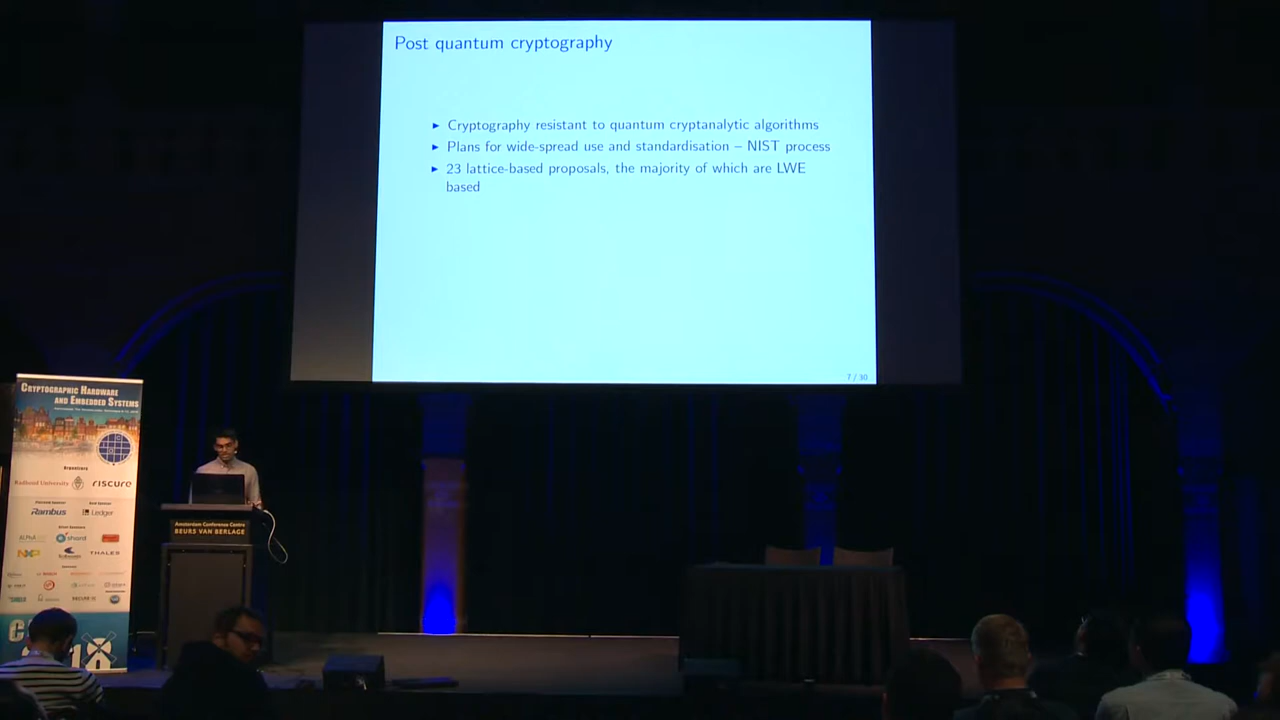 Post quantum cryptography
► Cryptography resistant to quantum cryptanalytic algorithms
► Plans for wide-spread use and standardisation – NIST process
► 23 lattice-based proposals, the majority of which are LWE
based
7 / 30
Cryptographic Hardware
and Embedded Systems
Organizers
Radboud University
riscure
Rambus
Ledger
eshard
NXP
THALES
Amsterdam Conference Centre
BEURS VAN BERLAGE